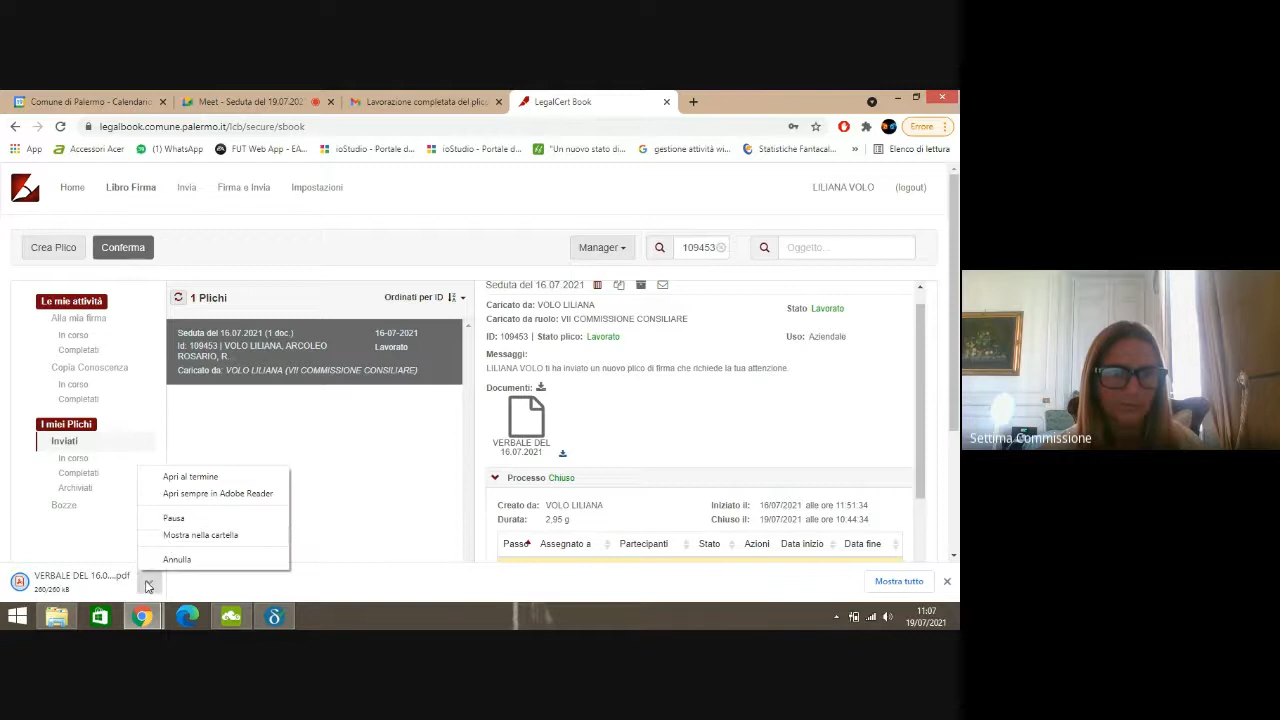 Comune di Palermo - Calendario
Meet - Seduta del 19.07.202
Lavorazione completata del plico
LegalCert Book
legalbook.comune.palermo.it/lcb/secure/sbook
Errore
App
Accessori Acer
(1) WhatsApp
FUT Web App - EA...
ioStudio - Portale d...
ioStudio - Portale d...
"Un nuovo stato di...
gestione attività wi...
Statistiche Fantacal...
»
Elenco di lettura
Home
Libro Firma
Invia
Firma e Invia
Impostazioni
LILIANA VOLO
(logout)
Crea Plico
Conferma
Manager
109453
Oggetto...
Le mie attività
Alla mia firma
In corso
Completati
Copia Conoscenza
In corso
Completati
I miei Plichi
Inviati
In corso
Completati
Archiviati
Bozze
1 Plichi
Ordinati per ID
Seduta del 16.07.2021 (1 doc.)
16-07-2021
Id: 109453 | VOLO LILIANA, ARCOLEO
Lavorato
ROSARIO, R...
Caricato da: VOLO LILIANA (VII COMMISSIONE CONSILIARE)
Seduta del 16.07.2021
Caricato da: VOLO LILIANA
Stato Lavorato
Caricato da ruolo: VII COMMISSIONE CONSILIARE
ID: 109453 | Stato plico: Lavorato
Uso: Aziendale
Messaggi:
LILIANA VOLO ti ha inviato un nuovo plico di firma che richiede la tua attenzione.
Documenti:
VERBALE DEL
16.07.2021
Processo Chiuso
Creato da: VOLO LILIANA
Iniziato il: 16/07/2021 alle ore 11:51:34
Durata: 2,95 g
Chiuso il: 19/07/2021 alle ore 10:44:34
Passo
Assegnato a
Partecipanti
Stato
Azioni
Data inizio
Data fine
Apri al termine
Apri sempre in Adobe Reader
Pausa
Mostra nella cartella
Annulla
VERBALE DEL 16.0....pdf
260/260 kB
Mostra tutto
11:07
19/07/2021
Settima Commissione